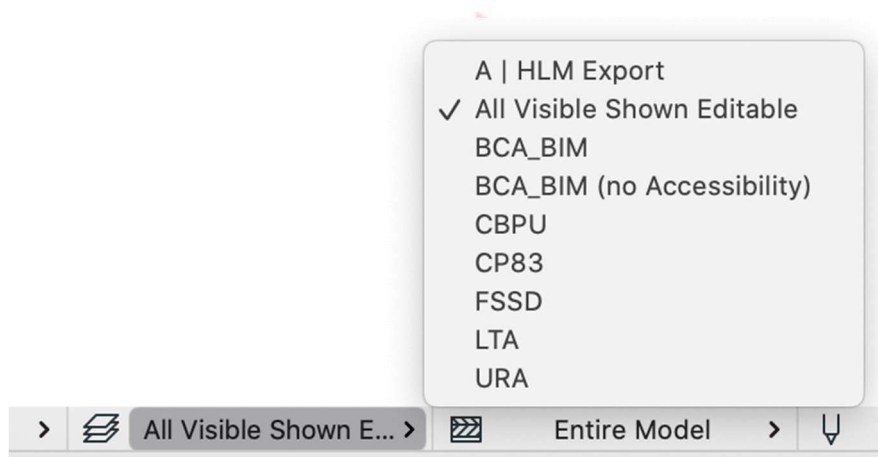 A | HLM Export
✓ All Visible Shown Editable
BCA_BIM
BCA_BIM (no Accessibility)
CBPU
CP83
FSSD
LTA
URA
All Visible Shown E... >
Entire Model >